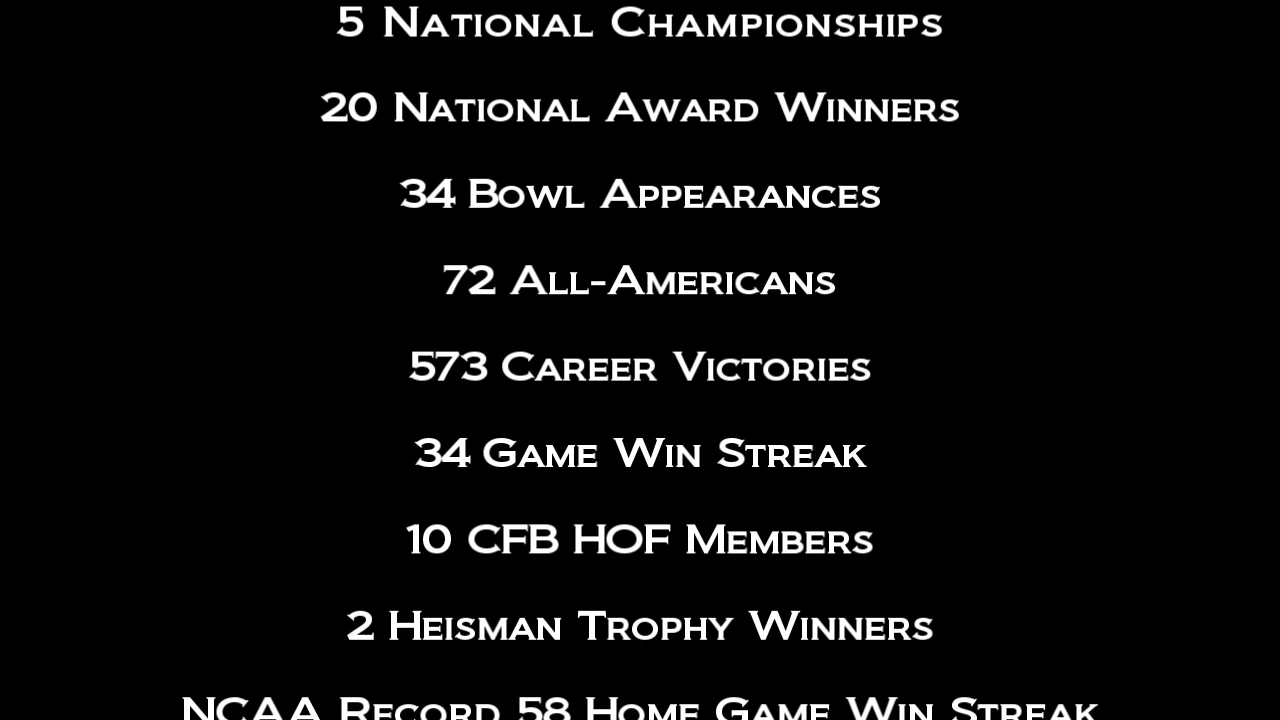 5 National Championships
20 National Award Winners
34 Bowl Appearances
72 All-Americans
573 Career Victories
34 Game Win Streak
10 CFB HOF Members
2 Heisman Trophy Winners
NCAA Record 58 Home Game Win Streak